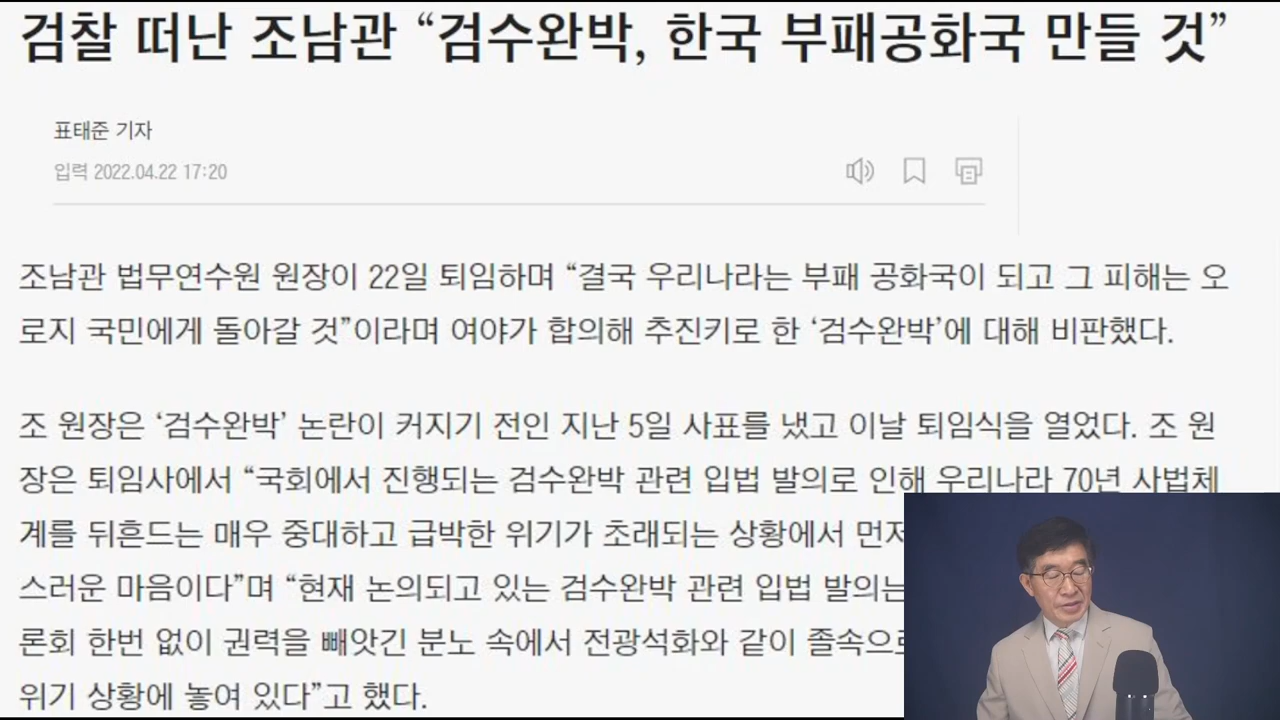 검찰 떠난 조남관 “검수완박, 한국 부패공화국 만들 것”
표태준 기자
입력 2022.04.22 17:20
조남관 법무연수원 원장이 22일 퇴임하며 “결국 우리나라는 부패 공화국이 되고 그 피해는 오
로지 국민에게 돌아갈 것”이라며 여야가 합의해 추진키로 한 ‘검수완박’에 대해 비판했다.
조 원장은 ‘검수완박’ 논란이 커지기 전인 지난 5일 사표를 냈고 이날 퇴임식을 열었다. 조 원
장은 퇴임사에서 “국회에서 진행되는 검수완박 관련 입법 발의로 인해 우리나라 70년 사법체
계를 뒤흔드는 매우 중대하고 급박한 위기가 초래되는 상황에서 먼저
스러운 마음이다”며 “현재 논의되고 있는 검수완박 관련 입법 발의는
론회 한번 없이 권력을 빼앗긴 분노 속에서 전광석화와 같이 졸속으로
위기 상황에 놓여 있다”고 했다.